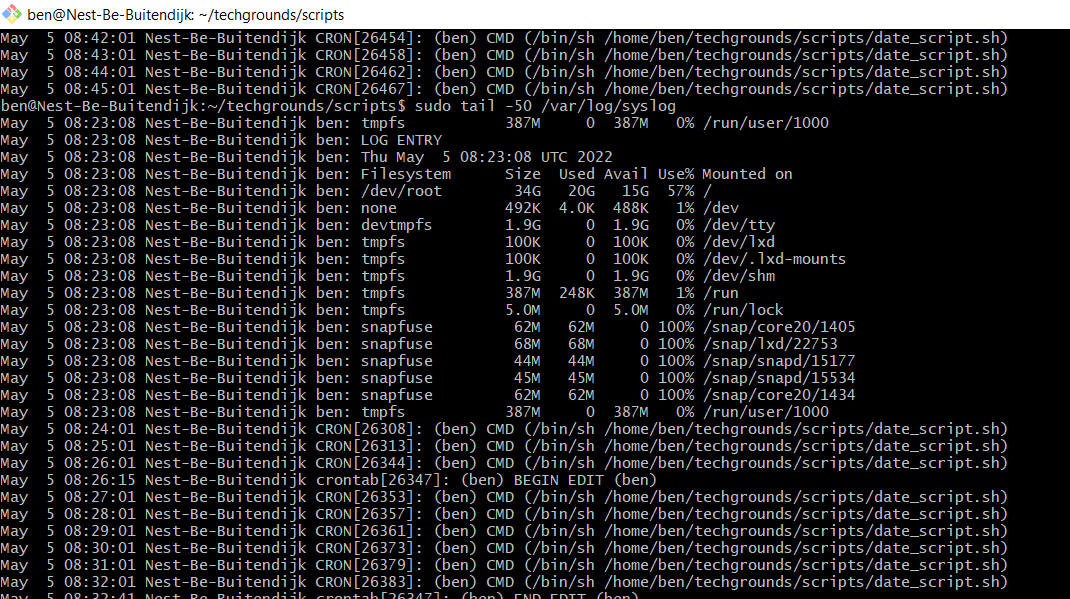 ben@Nest-Be-Buitendijk: ~/techgrounds/scripts
May  5 08:42:01 Nest-Be-Buitendijk CRON[26454]: (ben) CMD (/bin/sh /home/ben/techgrounds/scripts/date_script.sh)
May  5 08:43:01 Nest-Be-Buitendijk CRON[26458]: (ben) CMD (/bin/sh /home/ben/techgrounds/scripts/date_script.sh)
May  5 08:44:01 Nest-Be-Buitendijk CRON[26462]: (ben) CMD (/bin/sh /home/ben/techgrounds/scripts/date_script.sh)
May  5 08:45:01 Nest-Be-Buitendijk CRON[26467]: (ben) CMD (/bin/sh /home/ben/techgrounds/scripts/date_script.sh)
ben@Nest-Be-Buitendijk:~/techgrounds/scripts$ sudo tail -50 /var/log/syslog
May  5 08:23:08 Nest-Be-Buitendijk ben: tmpfs           387M     0  387M   0% /run/user/1000
May  5 08:23:08 Nest-Be-Buitendijk ben: LOG ENTRY
May  5 08:23:08 Nest-Be-Buitendijk ben: Thu May  5 08:23:08 UTC 2022
May  5 08:23:08 Nest-Be-Buitendijk ben: Filesystem      Size  Used Avail Use% Mounted on
May  5 08:23:08 Nest-Be-Buitendijk ben: /dev/root        34G   20G   15G  57% /
May  5 08:23:08 Nest-Be-Buitendijk ben: none            492K  4.0K  488K   1% /dev
May  5 08:23:08 Nest-Be-Buitendijk ben: devtmpfs        1.9G     0  1.9G   0% /dev/tty
May  5 08:23:08 Nest-Be-Buitendijk ben: tmpfs           100K     0  100K   0% /dev/lxd
May  5 08:23:08 Nest-Be-Buitendijk ben: tmpfs           100K     0  100K   0% /dev/.lxd-mounts
May  5 08:23:08 Nest-Be-Buitendijk ben: tmpfs           1.9G     0  1.9G   0% /dev/shm
May  5 08:23:08 Nest-Be-Buitendijk ben: tmpfs           387M  248K  387M   1% /run
May  5 08:23:08 Nest-Be-Buitendijk ben: tmpfs           5.0M     0  5.0M   0% /run/lock
May  5 08:23:08 Nest-Be-Buitendijk ben: snapfuse         62M   62M     0 100% /snap/core20/1405
May  5 08:23:08 Nest-Be-Buitendijk ben: snapfuse         68M   68M     0 100% /snap/lxd/22753
May  5 08:23:08 Nest-Be-Buitendijk ben: snapfuse         44M   44M     0 100% /snap/snapd/15177
May  5 08:23:08 Nest-Be-Buitendijk ben: snapfuse         45M   45M     0 100% /snap/snapd/15534
May  5 08:23:08 Nest-Be-Buitendijk ben: snapfuse         62M   62M     0 100% /snap/core20/1434
May  5 08:23:08 Nest-Be-Buitendijk ben: tmpfs           387M     0  387M   0% /run/user/1000
May  5 08:24:01 Nest-Be-Buitendijk CRON[26308]: (ben) CMD (/bin/sh /home/ben/techgrounds/scripts/date_script.sh)
May  5 08:25:01 Nest-Be-Buitendijk CRON[26313]: (ben) CMD (/bin/sh /home/ben/techgrounds/scripts/date_script.sh)
May  5 08:26:01 Nest-Be-Buitendijk CRON[26344]: (ben) CMD (/bin/sh /home/ben/techgrounds/scripts/date_script.sh)
May  5 08:26:15 Nest-Be-Buitendijk crontab[26347]: (ben) BEGIN EDIT (ben)
May  5 08:27:01 Nest-Be-Buitendijk CRON[26353]: (ben) CMD (/bin/sh /home/ben/techgrounds/scripts/date_script.sh)
May  5 08:28:01 Nest-Be-Buitendijk CRON[26357]: (ben) CMD (/bin/sh /home/ben/techgrounds/scripts/date_script.sh)
May  5 08:29:01 Nest-Be-Buitendijk CRON[26361]: (ben) CMD (/bin/sh /home/ben/techgrounds/scripts/date_script.sh)
May  5 08:30:01 Nest-Be-Buitendijk CRON[26373]: (ben) CMD (/bin/sh /home/ben/techgrounds/scripts/date_script.sh)
May  5 08:31:01 Nest-Be-Buitendijk CRON[26379]: (ben) CMD (/bin/sh /home/ben/techgrounds/scripts/date_script.sh)
May  5 08:32:01 Nest-Be-Buitendijk CRON[26383]: (ben) CMD (/bin/sh /home/ben/techgrounds/scripts/date_script.sh)
May  5 08:32:41 Nest-Be-Buitendijk crontab[26347]: (ben) END EDIT (ben)